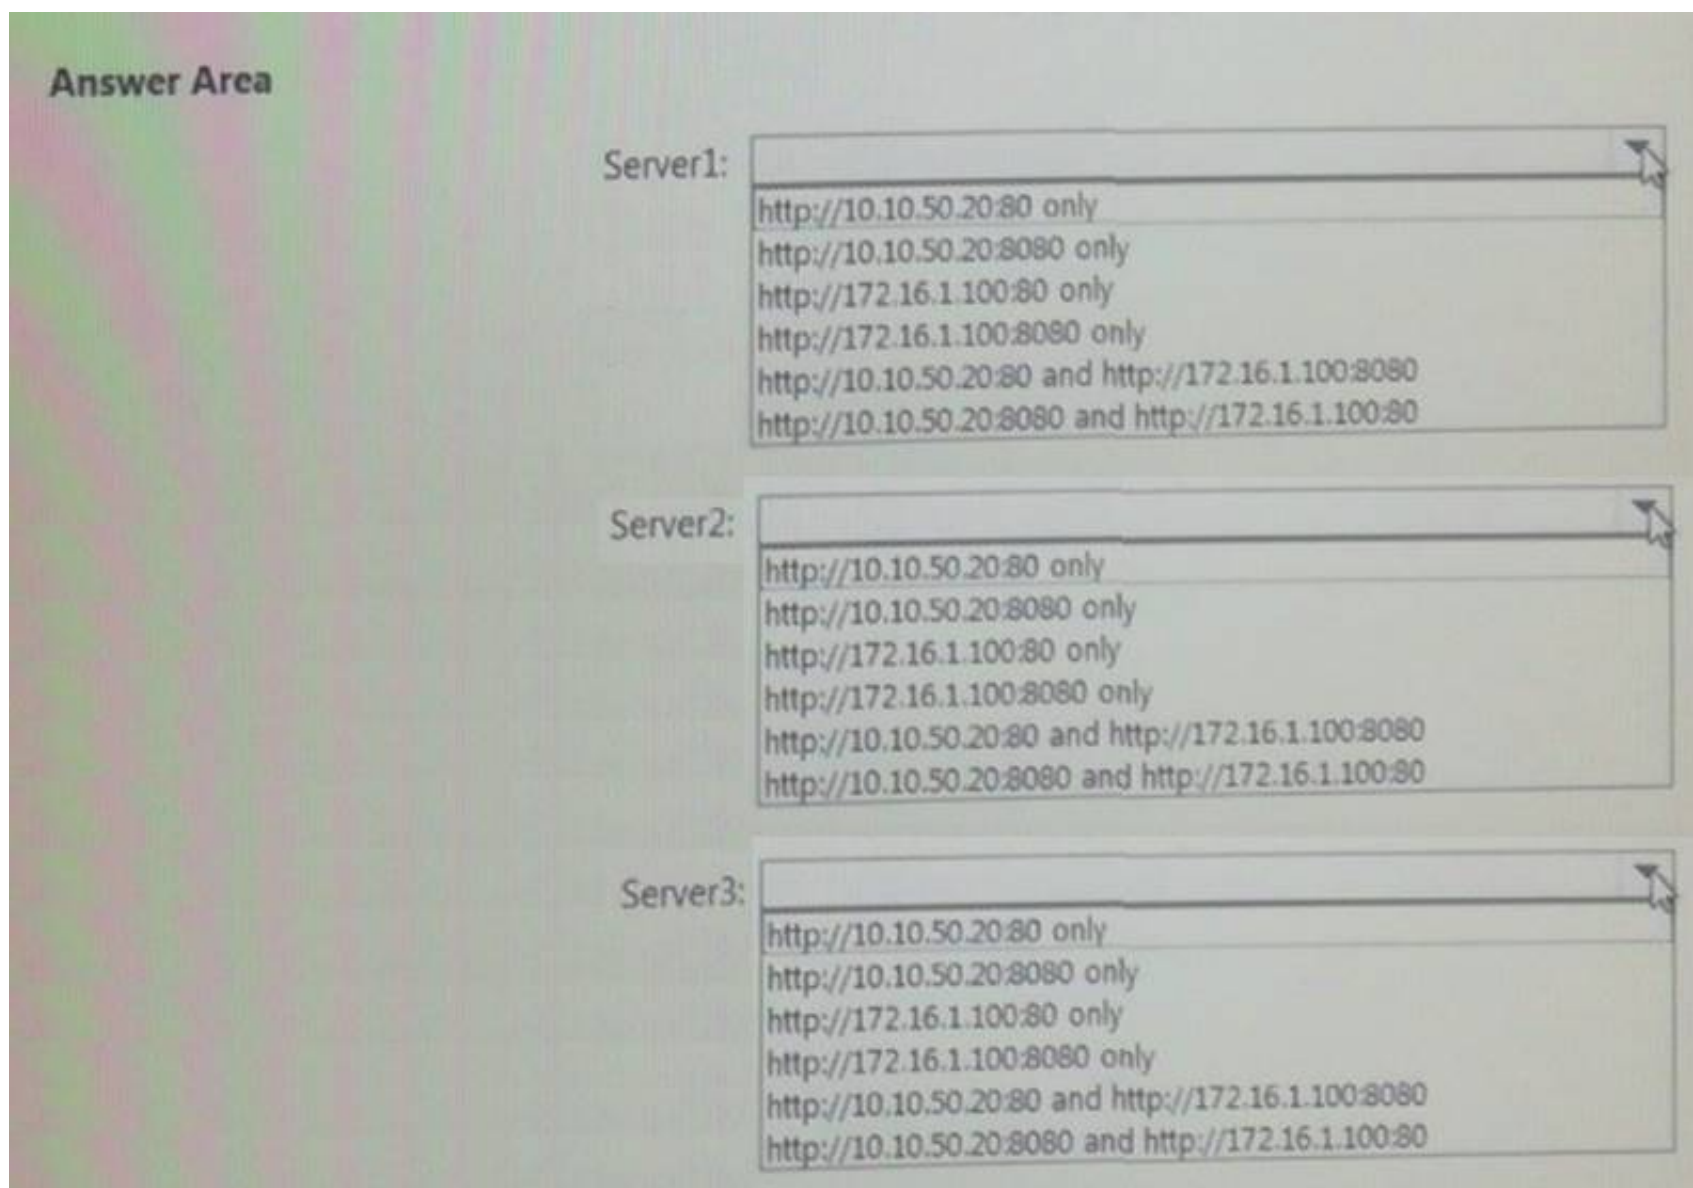 Answer Area
Server1:
http://10.10.50.20:80 only
http://10.10.50.20:8080 only
http://172.16.1.100:80 only
http://172.16.1.100:8080 only
http://10.10.50.20:80 and http://172.16.1.100:8080
http://10.10.50.20:8080 and http://172.16.1.100:80
Server2:
http://10.10.50.20:80 only
http://10.10.50.20:8080 only
http://172.16.1.100:80 only
http://172.16.1.100:8080 only
http://10.10.50.20:80 and http://172.16.1.100:8080
http://10.10.50.20:8080 and http://172.16.1.100:80
Server3:
http://10.10.50.20:80 only
http://10.10.50.20:8080 only
http://172.16.1.100:80 only
http://172.16.1.100:8080 only
http://10.10.50.20:80 and http://172.16.1.100:8080
http://10.10.50.20:8080 and http://172.16.1.100:80